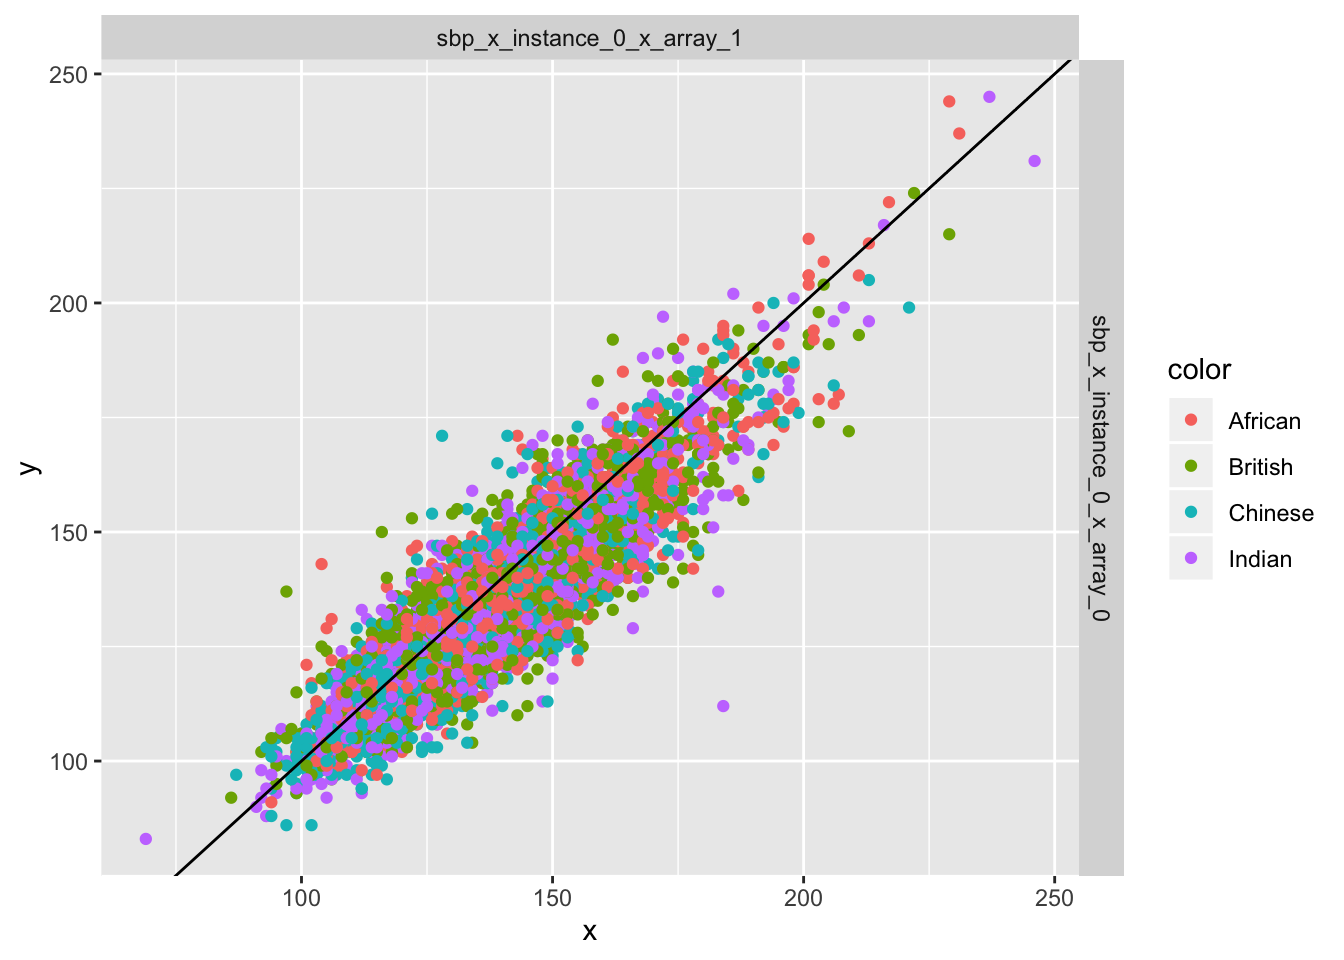 sbp_x_instance_0_x_array_1
250
200
150
100
y
100
150
200
250
x
sbp_x_instance_0_x_array_0
color
African
British
Chinese
Indian